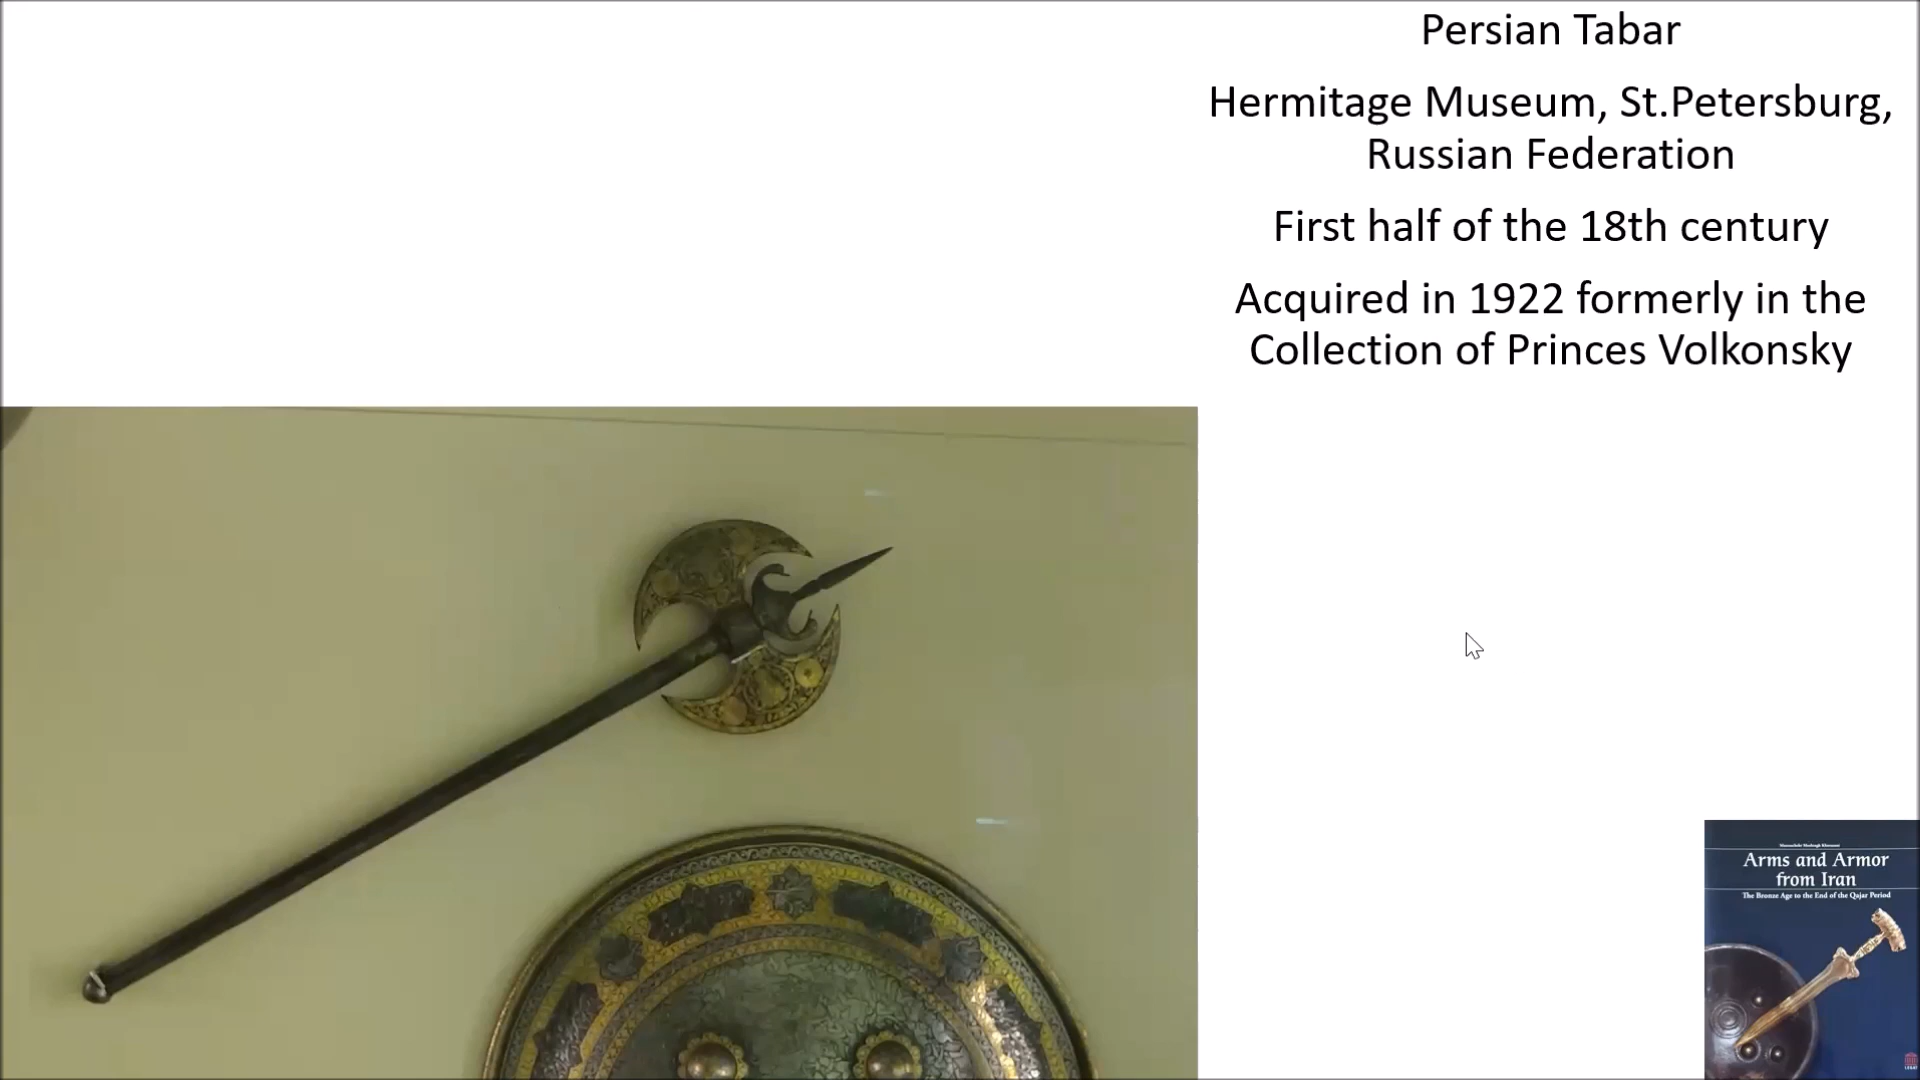 Persian Tabar
Hermitage Museum, St.Petersburg,
Russian Federation
First half of the 18th century
Acquired in 1922 formerly in the
Collection of Princes Volkonsky
Arms and Armor
from Iran
The Bronze Age to the End of the Qajar Period